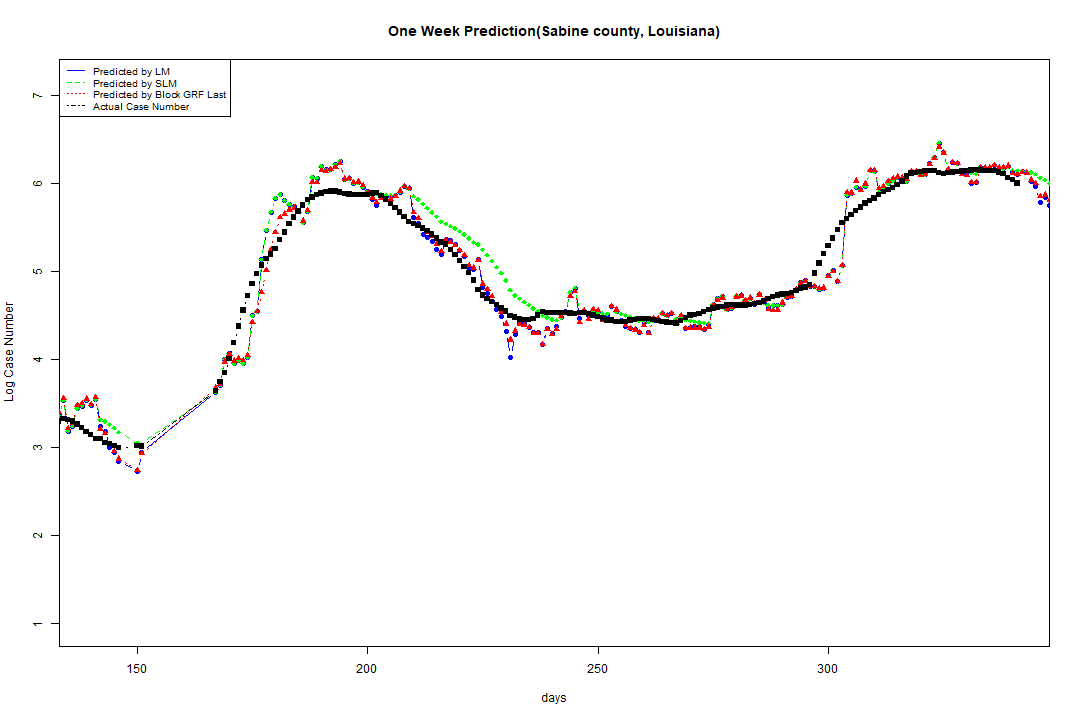 One Week Prediction(Sabine county, Louisiana)
Predicted by LM
Predicted by SLM
Predicted by Block GRF Last
Actual Case Number
7
6
5
4
3
2
1
Log Case Number
150 200 250 300
days